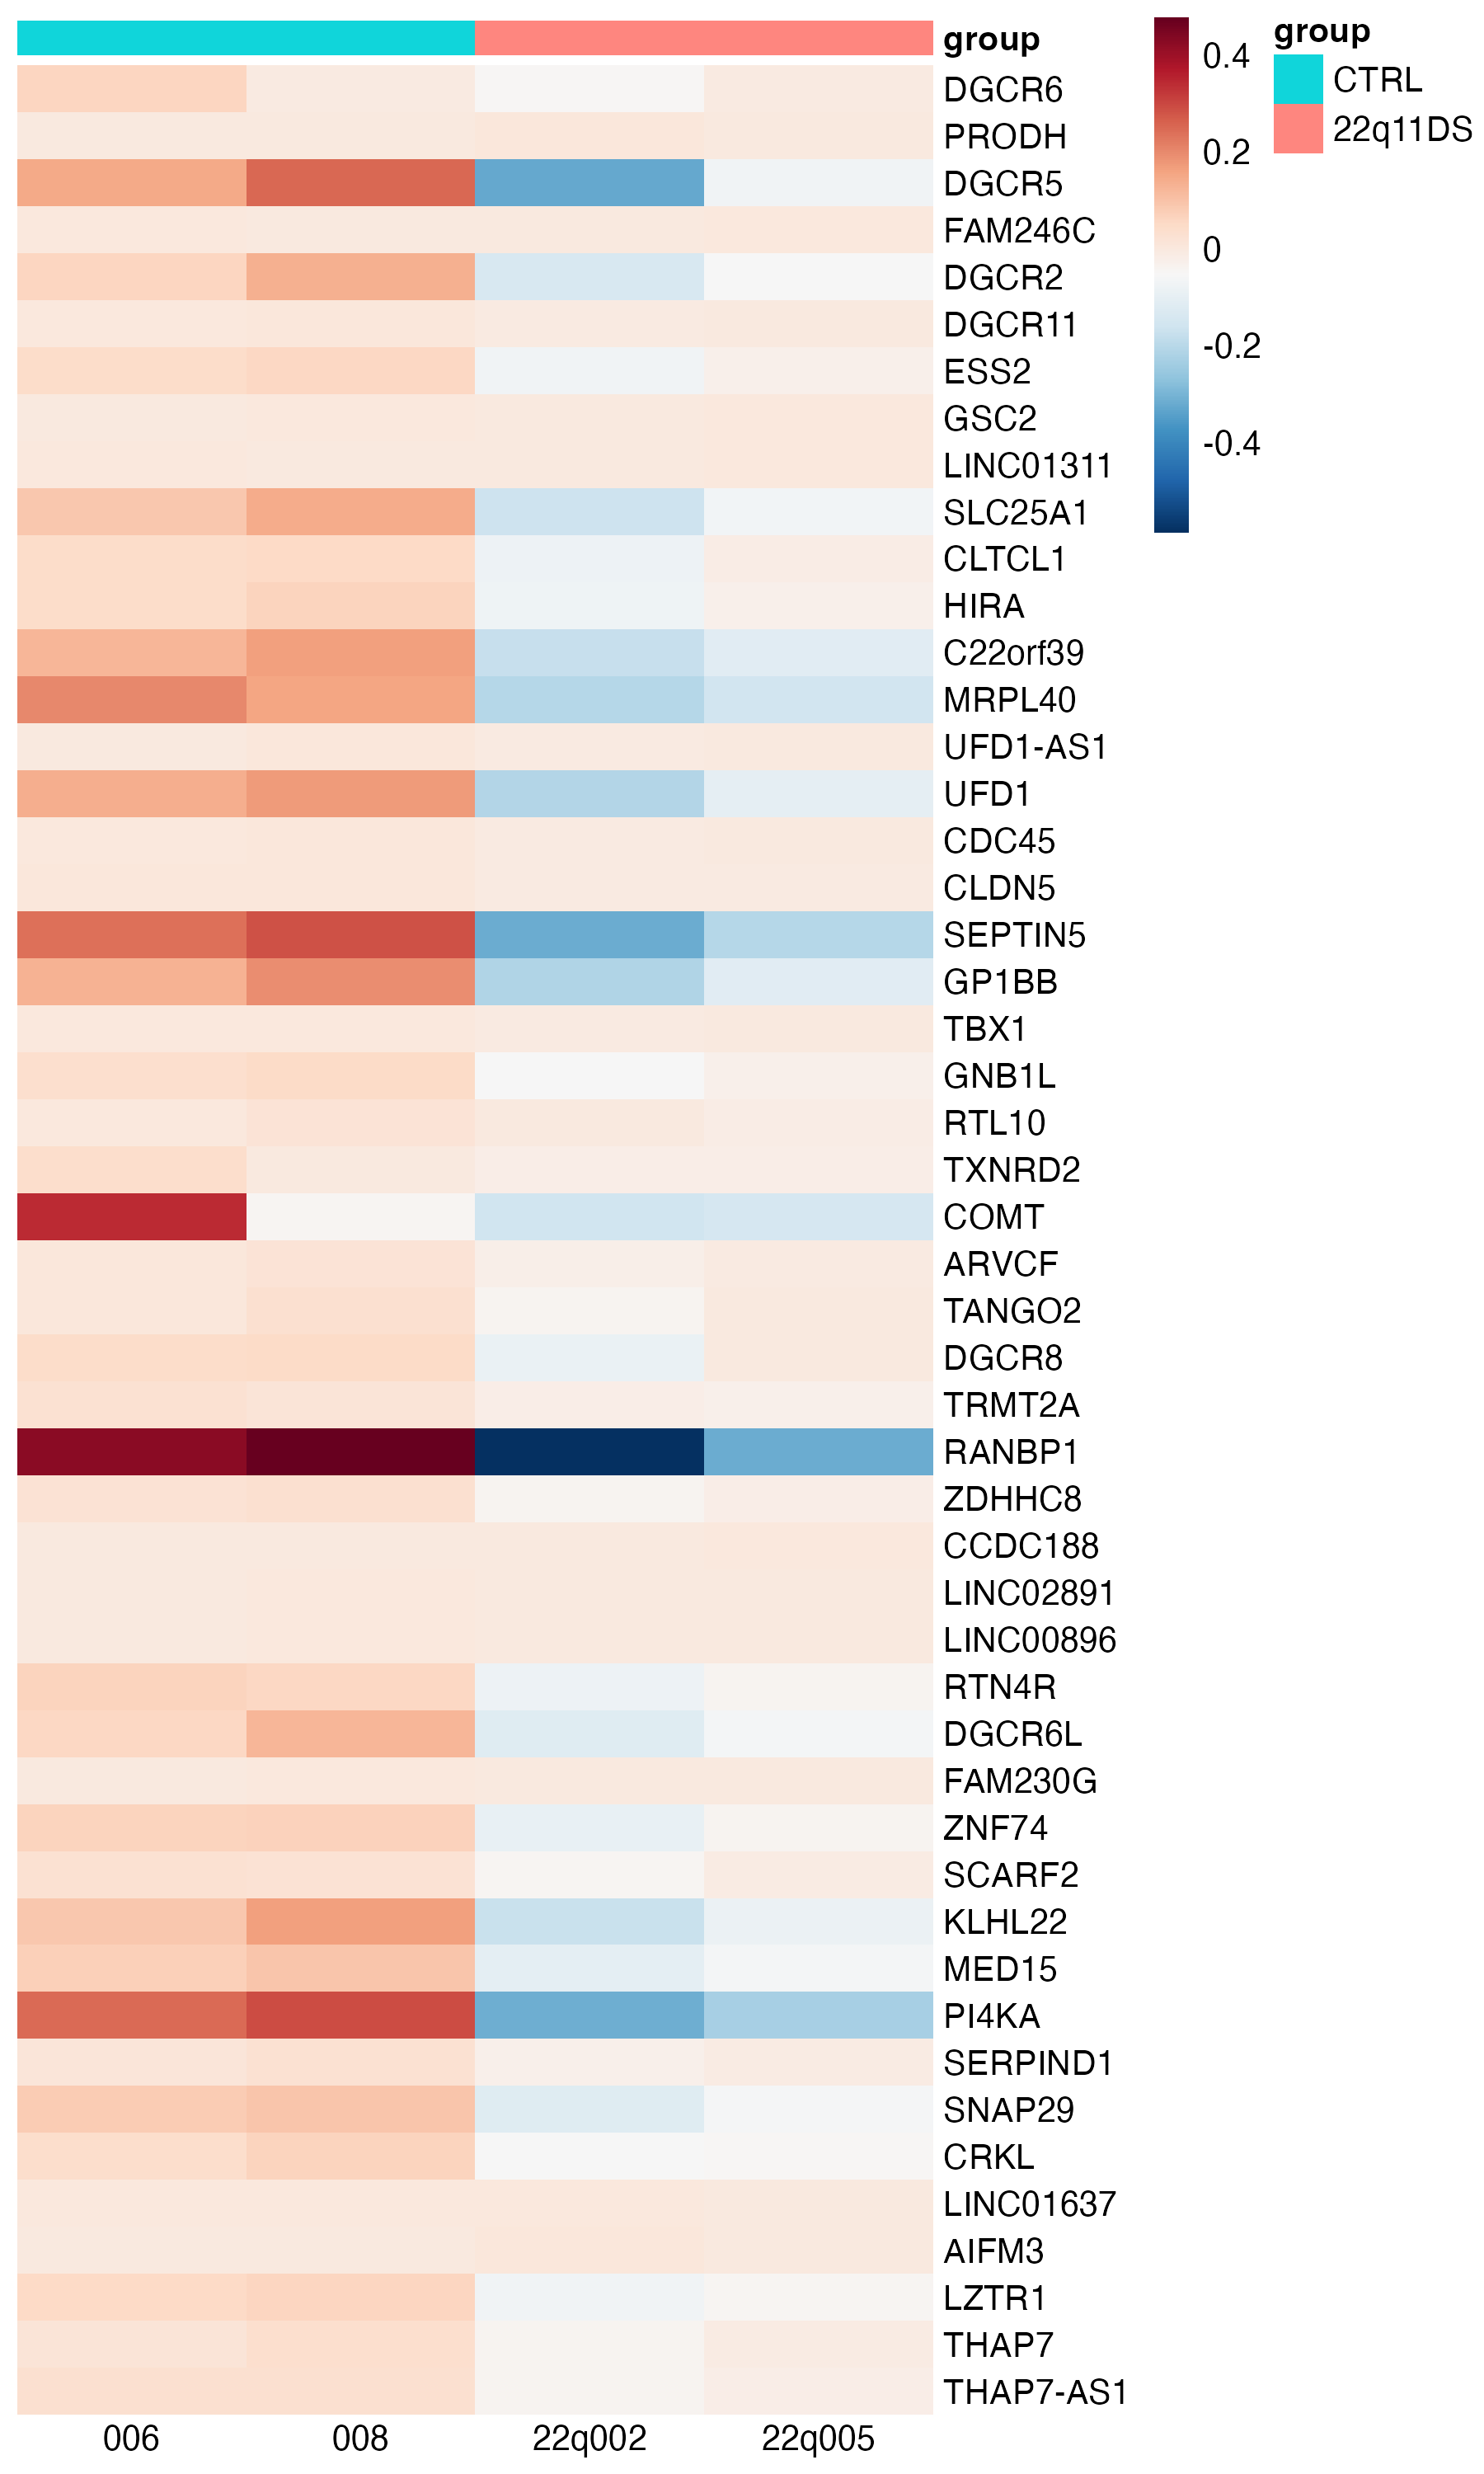 group
DGCR6
PRODH
DGCR5
FAM246C
DGCR2
DGCR11
ESS2
GSC2
LINC01311
SLC25A1
CLTCL1
HIRA
C22orf39
MRPL40
UFD1-AS1
UFD1
CDC45
CLDN5
SEPTIN5
GP1BB
TBX1
GNB1L
RTL10
TXNRD2
COMT
ARVCF
TANGO2
DGCR8
TRMT2A
RANBP1
ZDHHC8
CCDC188
LINC02891
LINC00896
RTN4R
DGCR6L
FAM230G
ZNF74
SCARF2
KLHL22
MED15
PI4KA
SERPIND1
SNAP29
CRKL
LINC01637
AIFM3
LZTR1
THAP7
THAP7-AS1
006 008 22q002 22q005
0.4
0.2
0
-0.2
-0.4
group
CTRL
22q11DS